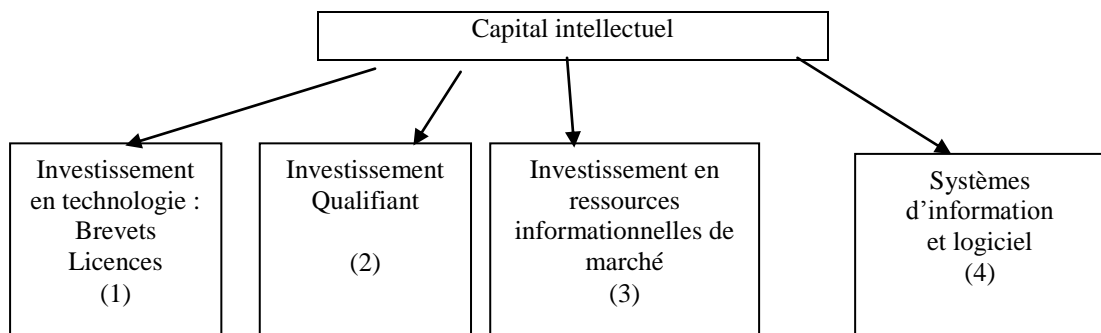 Capital intellectuel
Investissement
en technologie :
Brevets
Licences
(1)
Investissement
Qualifiant
(2)
Investissement en
ressources
informationnelles de
marché
(3)
Systèmes
d'information
et logiciel
(4)